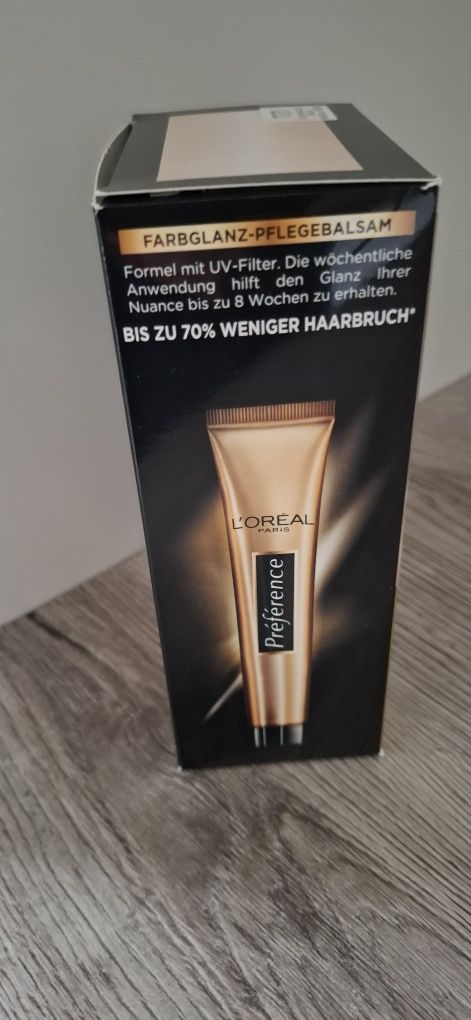 FARBGLANZ-PFLEGEBALSAM
Formel mit UV-Filter. Die wöchentliche
Anwendung hilft den Glanz Ihrer
Nuance bis zu 8 Wochen zu erhalten.
BIS ZU 70% WENIGER HAARBRUCH*
L'ORÉAL
PARIS
Préférence